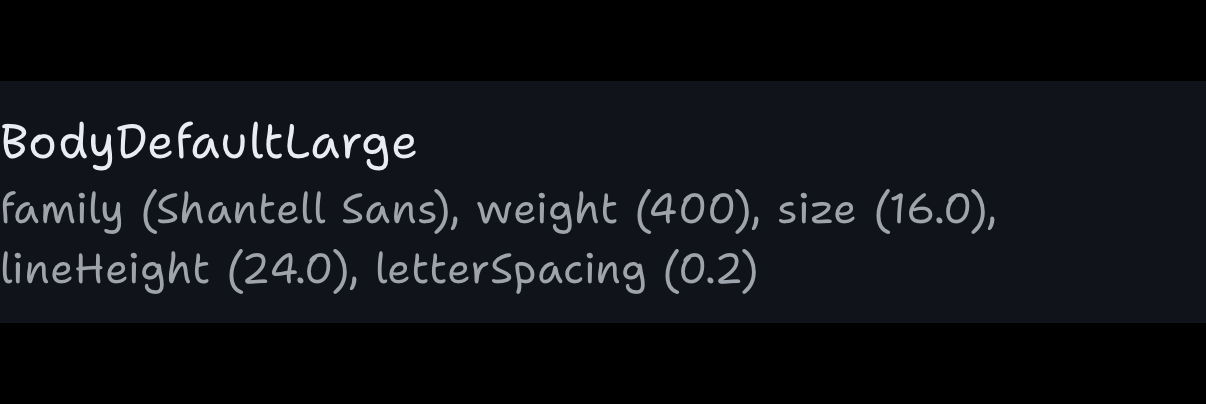 BodyDefaultLarge
family (Shantell Sans), weight (400), size (16.0),
lineHeight (24.0), letterSpacing (0.2)